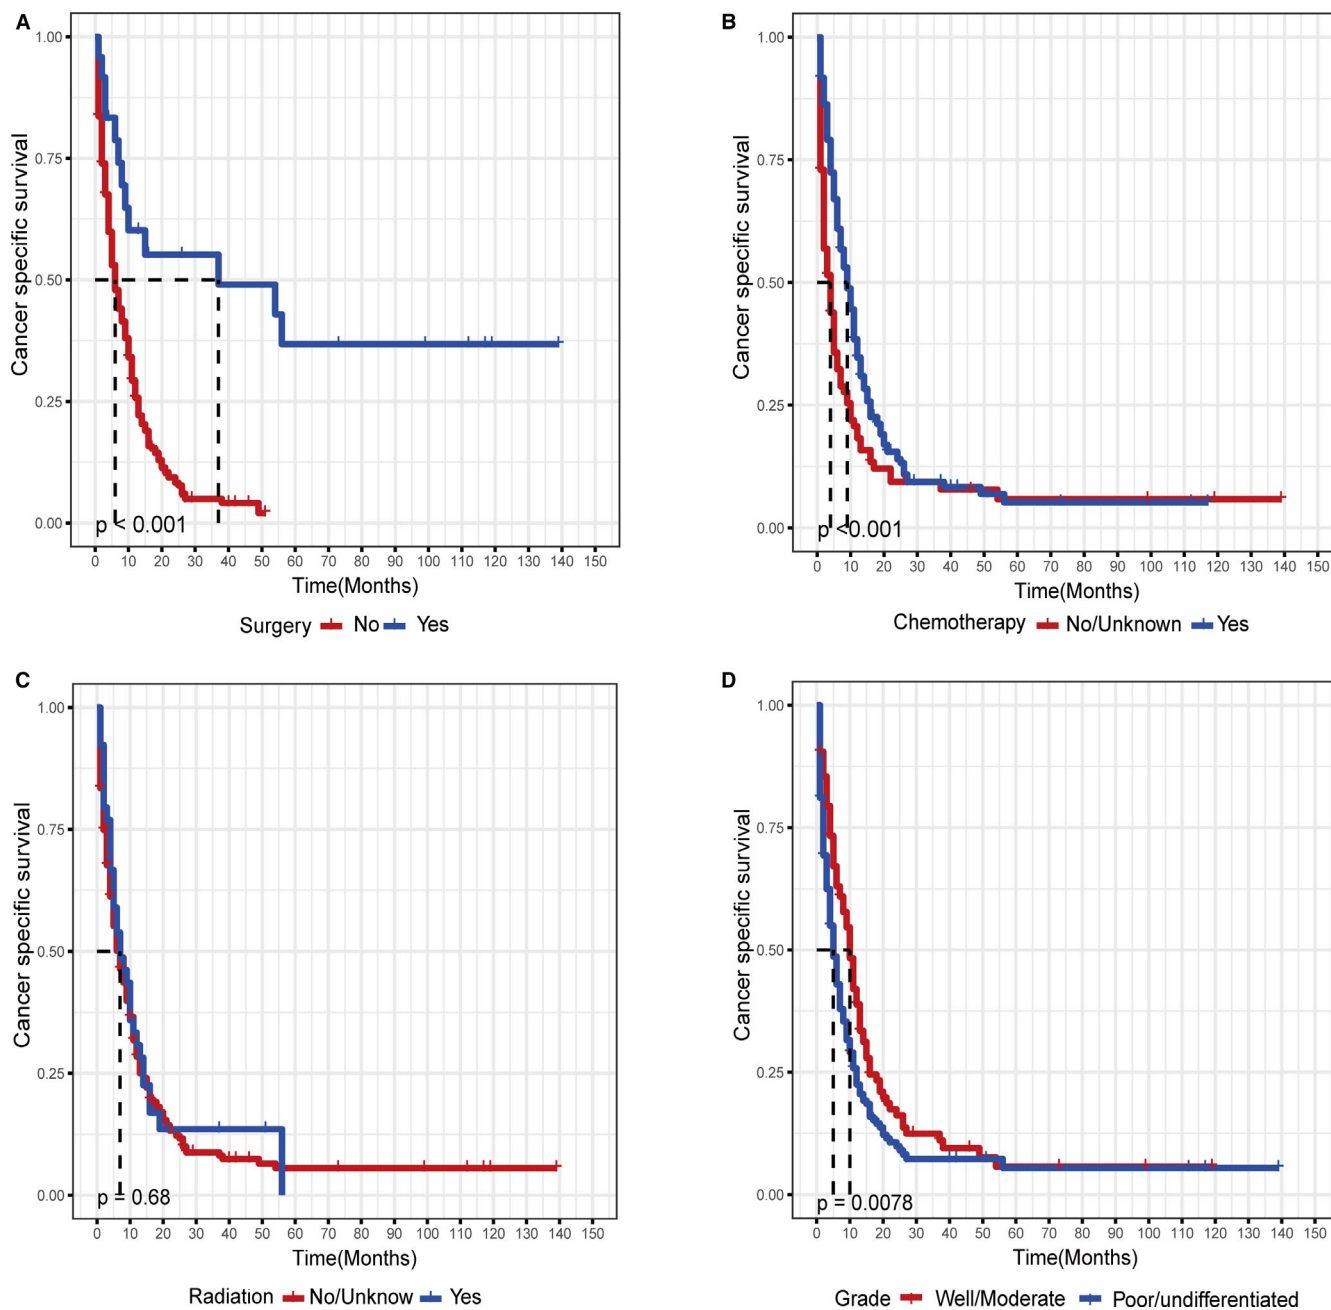 A
Cancer specific survival
1.00
0.75
0.50
0.25
0.00
p < 0.001
0 10 20 30 40 50 60 70 80 90 100 110 120 130 140 150
Time(Months)
Surgery No Yes
B
Cancer specific survival
1.00
0.75
0.50
0.25
0.00
p <0.001
0 10 20 30 40 50 60 70 80 90 100 110 120 130 140 150
Time(Months)
Chemotherapy No/Unknown Yes
C
Cancer specific survival
1.00
0.75
0.50
0.25
0.00
p = 0.68
0 10 20 30 40 50 60 70 80 90 100 110 120 130 140 150
Time(Months)
Radiation No/Unknow Yes
D
Cancer specific survival
1.00
0.75
0.50
0.25
0.00
p = 0.0078
0 10 20 30 40 50 60 70 80 90 100 110 120 130 140 150
Time(Months)
Grade Well/Moderate Poor/undifferentiated